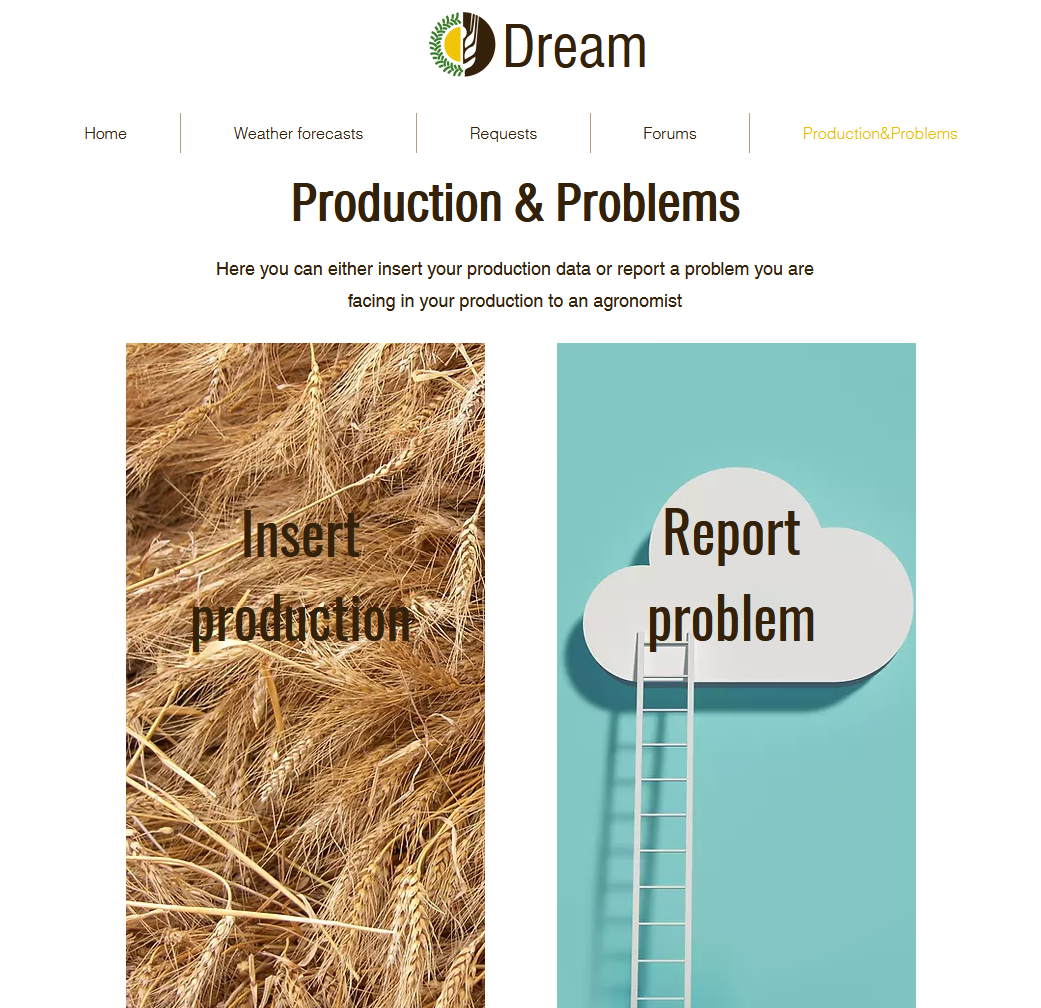 Dream
Home
Weather forecasts
Requests
Forums
Production&Problems
Production & Problems
Here you can either insert your production data or report a problem you are
facing in your production to an agronomist
Insert
production
Report
problem